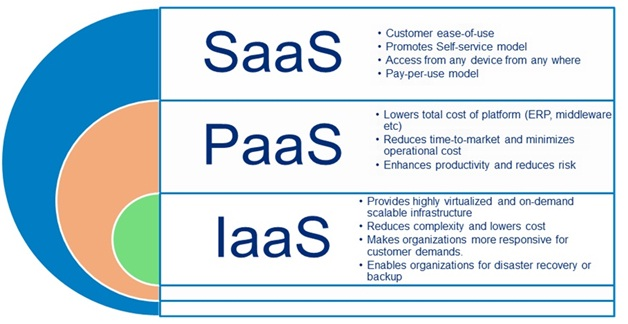 SaaS
• Customer ease-of-use
• Promotes Self-service model
• Access from any device from any where
• Pay-per-use model
PaaS
• Lowers total cost of platform (ERP, middleware
etc)
• Reduces time-to-market and minimizes
operational cost
• Enhances productivity and reduces risk
IaaS
• Provides highly virtualized and on-demand
scalable infrastructure
• Reduces complexity and lowers cost
• Makes organizations more responsive for
customer demands.
• Enables organizations for disaster recovery or
backup